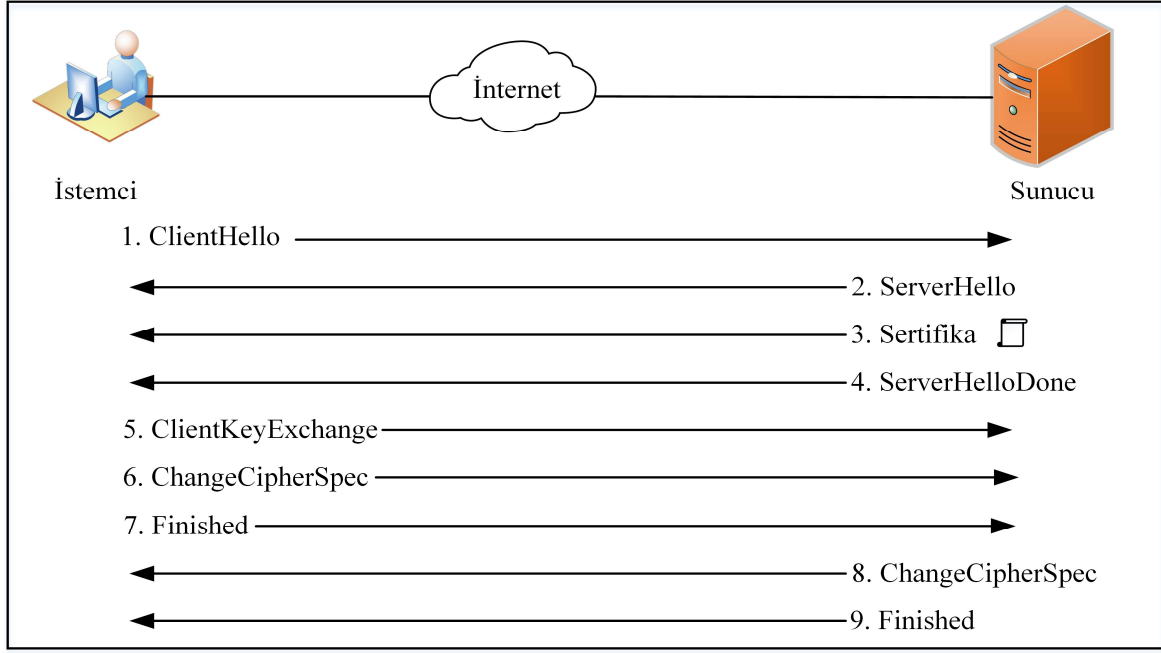 İnternet
İstemci
Sunucu
1. ClientHello
2. ServerHello
3. Sertifika
4. ServerHelloDone
5. ClientKeyExchange
6. ChangeCipherSpec
7. Finished
8. ChangeCipherSpec
9. Finished